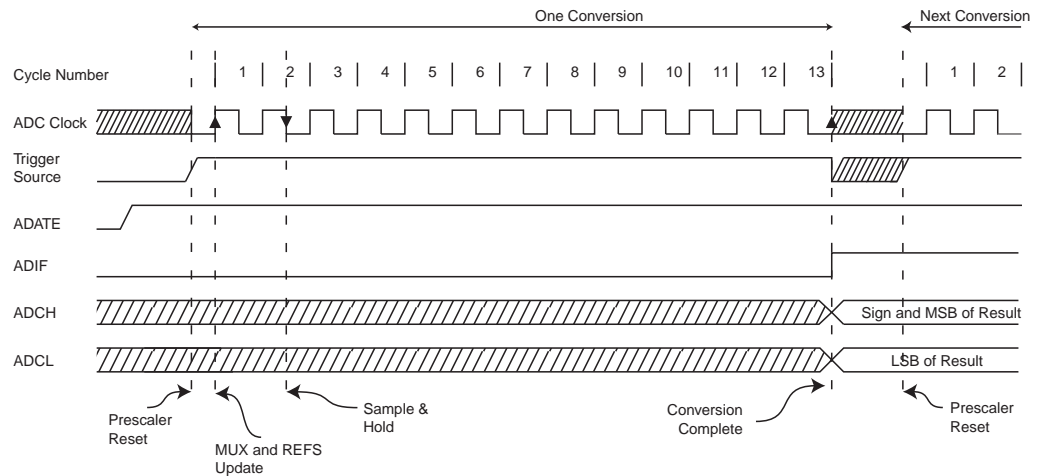 One Conversion
Next Conversion
Cycle Number
1 2 3 4 5 6 7 8 9 10 11 12 13 1 2
ADC Clock
Trigger
Source
ADATE
ADIF
ADCH
Sign and MSB of Result
ADCL
LSB of Result
Prescaler
Reset
MUX and REFS
Update
Sample &
Hold
Conversion
Complete
Prescaler
Reset